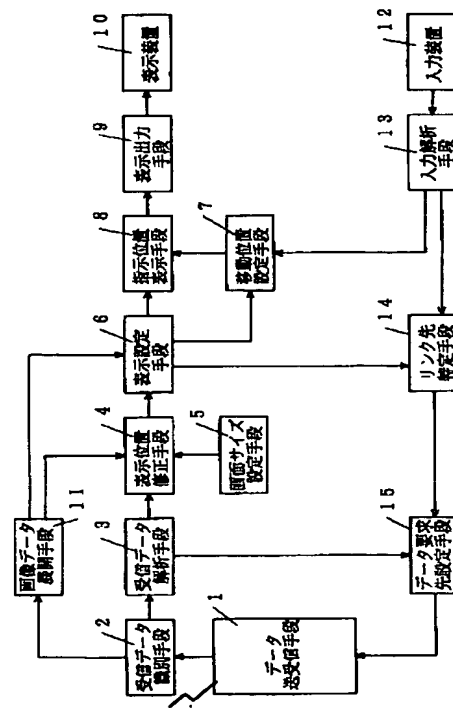 1
データ
送受信手段
2
受信データ
識別手段
3
受信データ
解析手段
4
表示位置
修正手段
5
画面サイズ
設定手段
6
表示設定
手段
7
移動位置
設定手段
8
指示位置
表示手段
9
表示出力
手段
10
表示装置
11
画像データ
展開手段
12
入力装置
13
入力解析
手段
14
リンク先
特定手段
15
データ要求
先設定手段